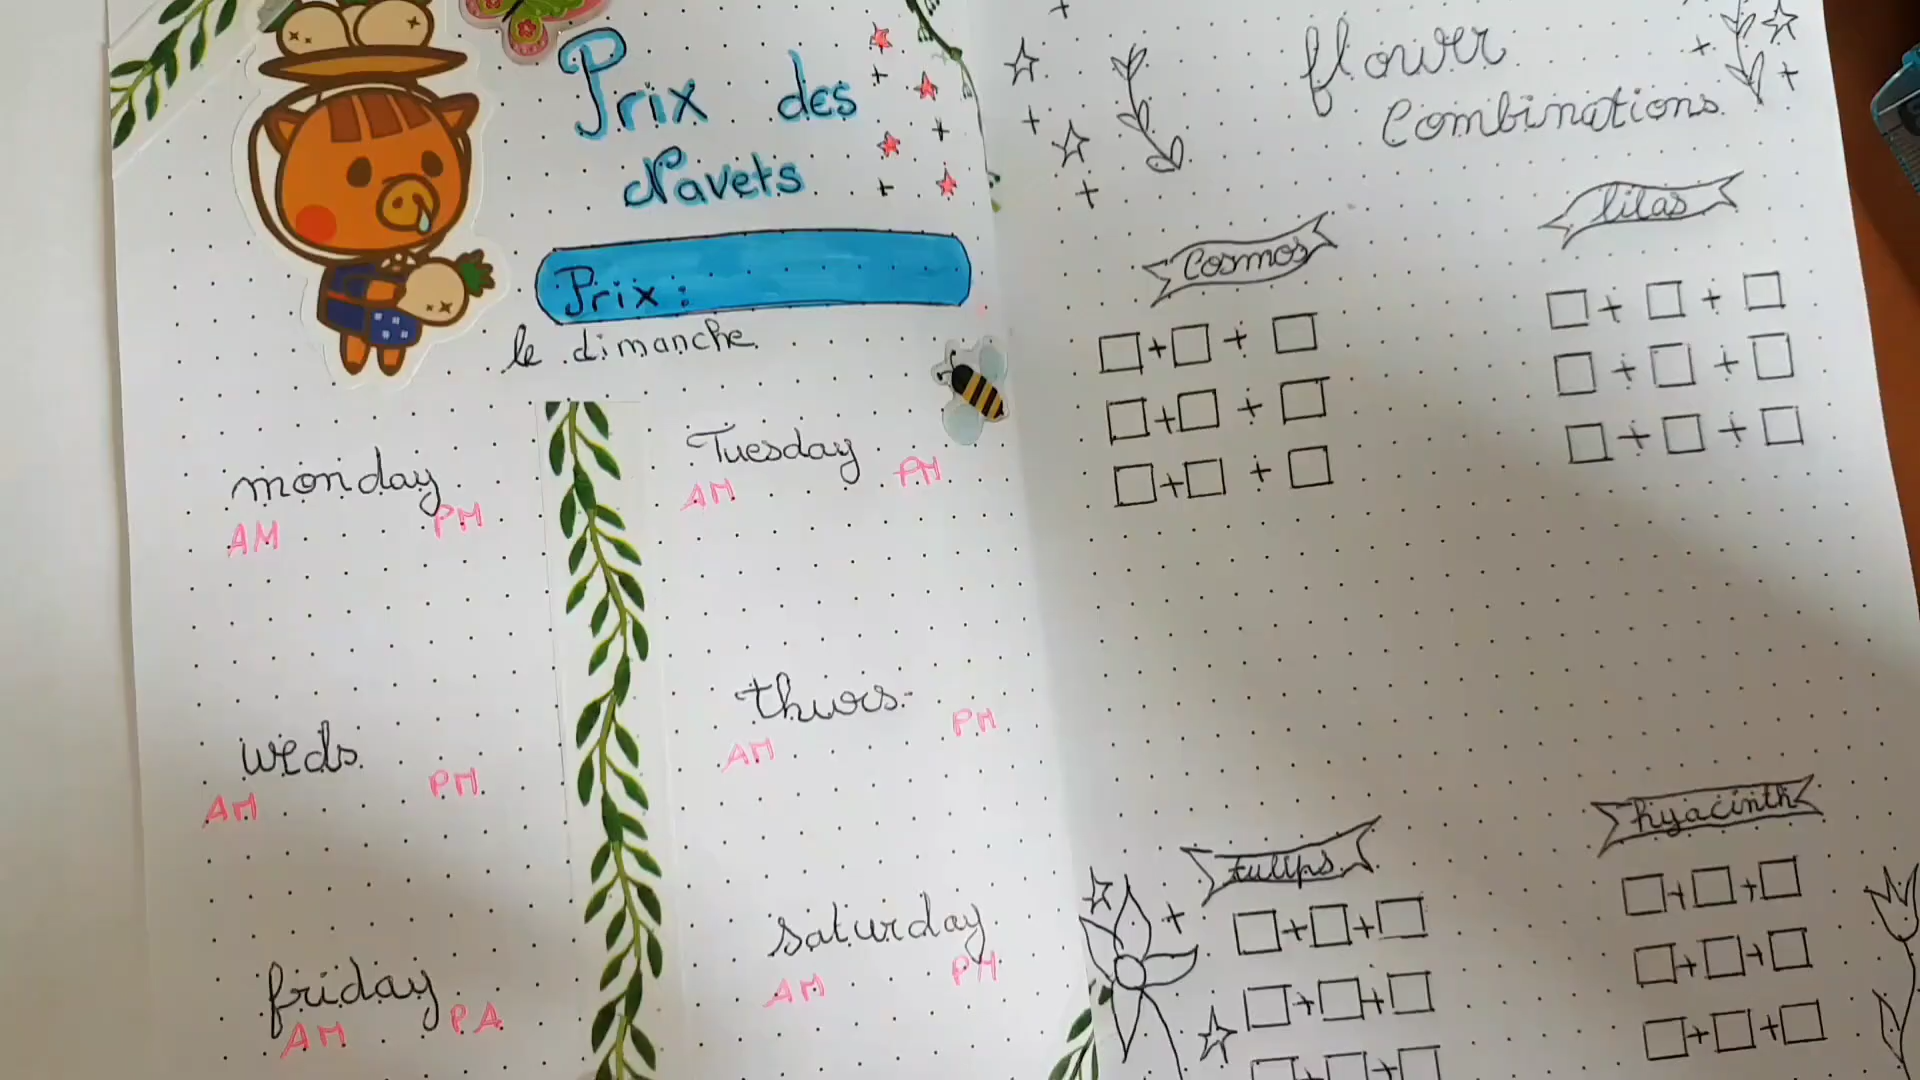 Prix des
Navets
Prix :
le dimanche
monday
AM PM
Tuesday
AM PM
weds
AM PM
thurs.
AM PM
friday
AM PA
saturday
AM PM
flower
Combinations
Cosmos
□+□+□
□+□+□
□+□+□
lilas
□+□+□
□+□+□
□+□+□
tulips
□+□+□
□+□+□
□+□+□
hyacinth
□+□+□
□+□+□
□+□+□